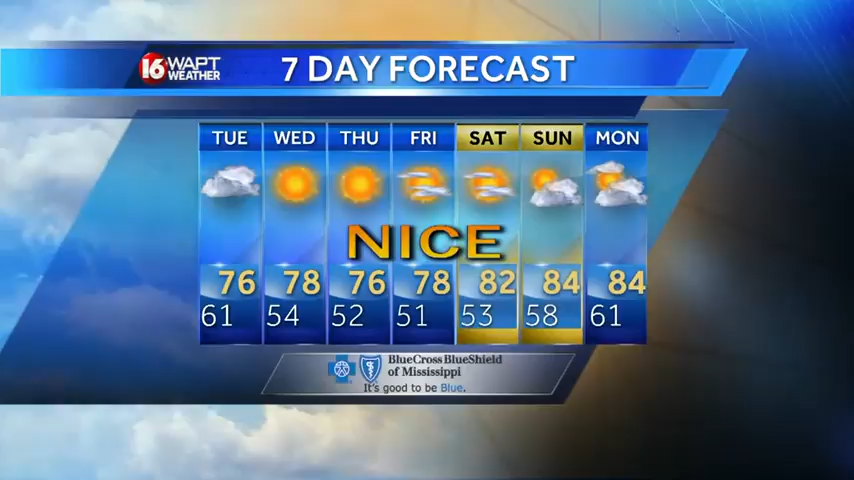 16 WAPT
WEATHER
7 DAY FORECAST
TUE WED THU FRI SAT SUN MON
NICE
76 78 76 78 82 84 84
61 54 52 51 53 58 61
BlueCross BlueShield
of Mississippi
It's good to be Blue.